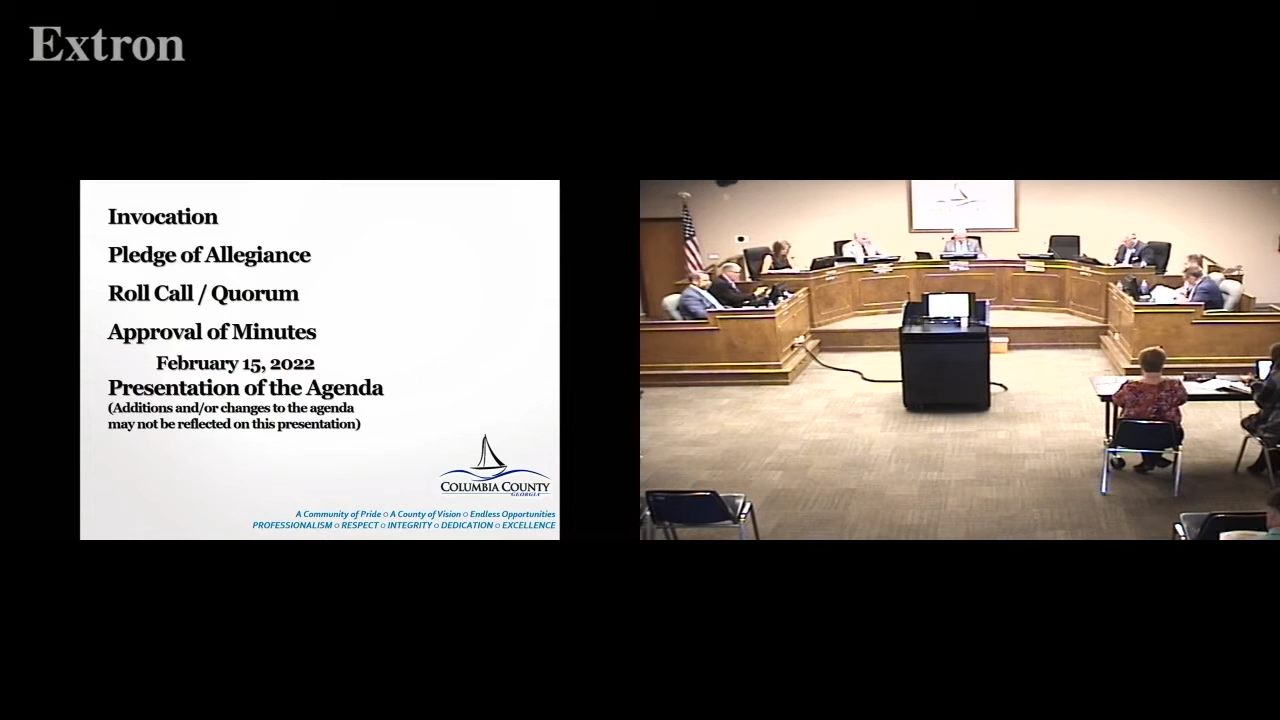 Extron
Invocation
Pledge of Allegiance
Roll Call / Quorum
Approval of Minutes
February 15, 2022
Presentation of the Agenda
(Additions and/or changes to the agenda
may not be reflected on this presentation)
COLUMBIA COUNTY
GEORGIA
A Community of Pride ○ A County of Vision ○ Endless Opportunities
PROFESSIONALISM ○ RESPECT ○ INTEGRITY ○ DEDICATION ○ EXCELLENCE